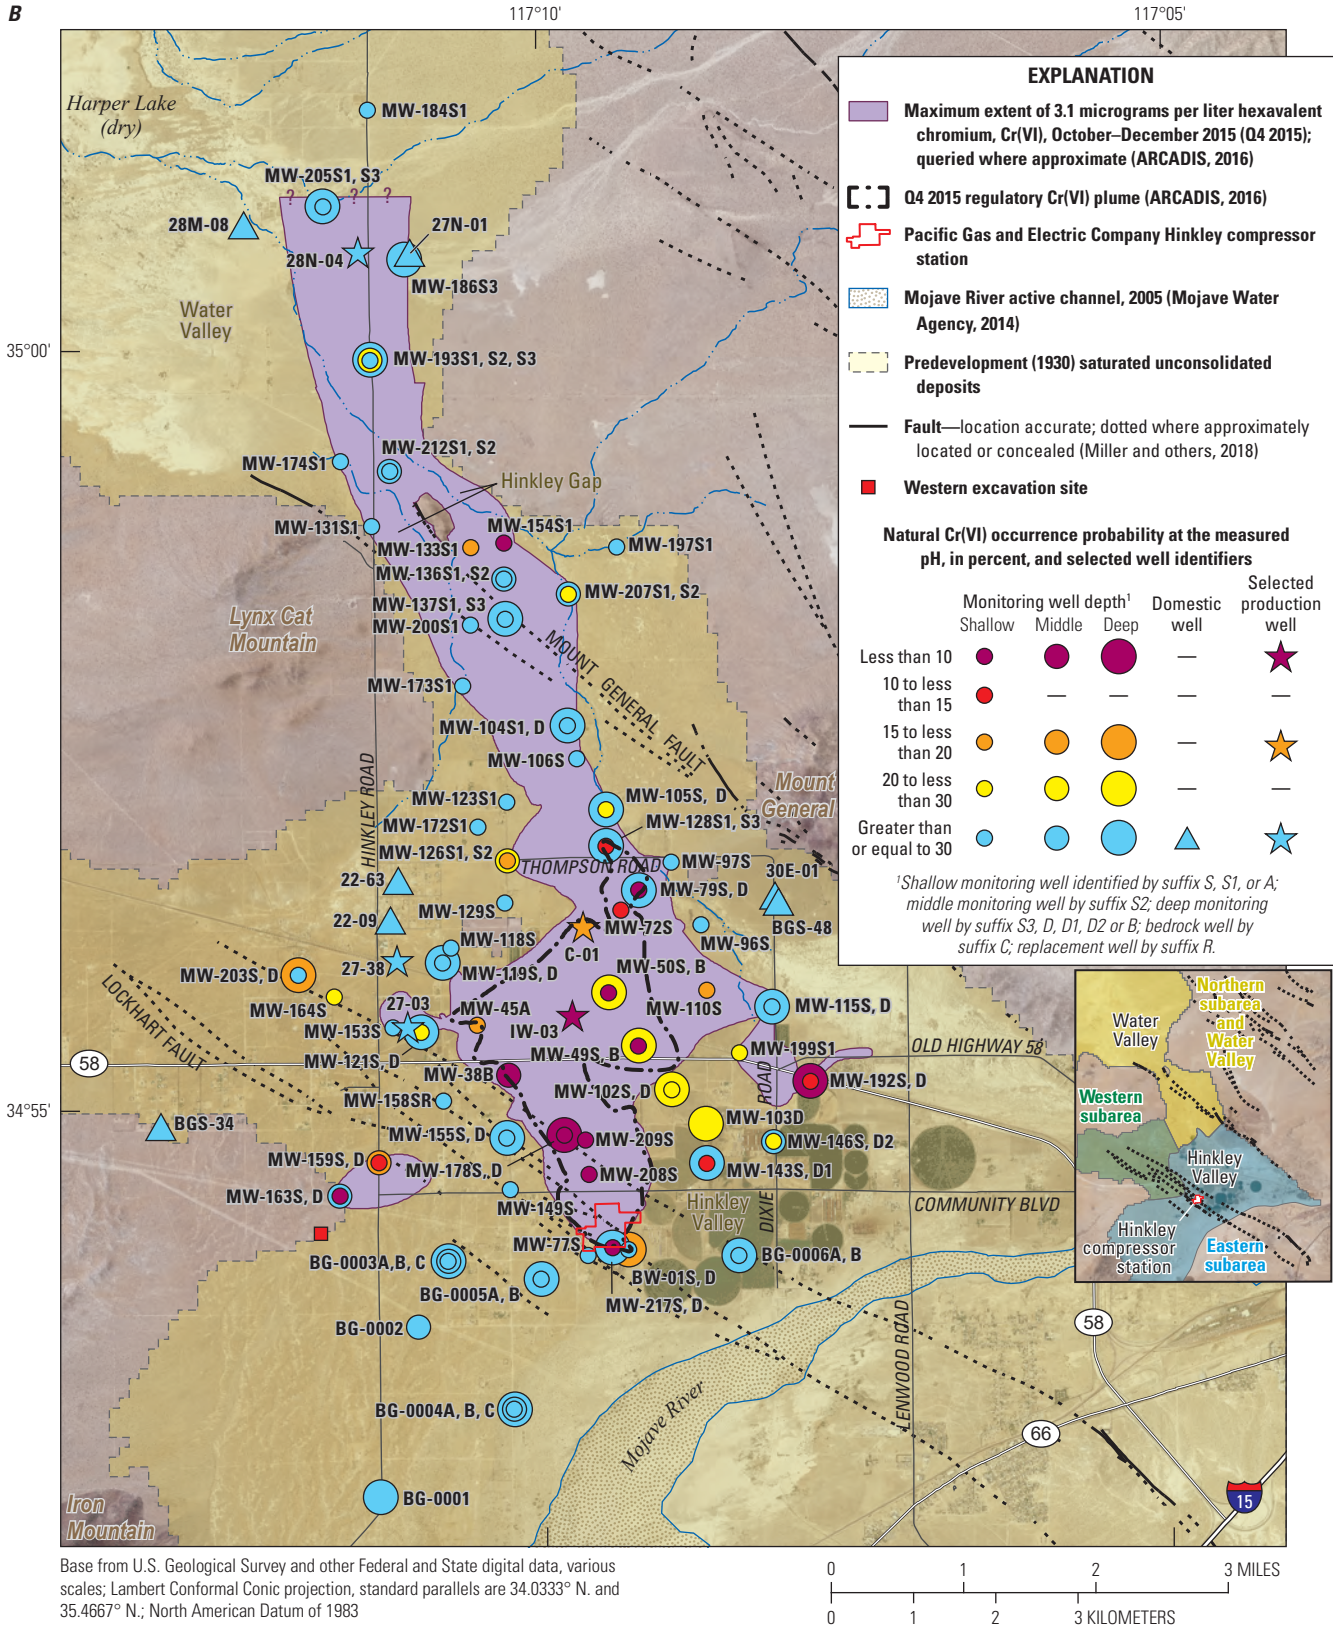 B
117°10'
117°05'
Harper Lake
(dry)
MW-184S1
MW-205S1, S3
? ? ?
28M-08
27N-01
28N-04
MW-186S3
Water
Valley
35°00'
MW-193S1, S2, S3
MW-212S1, S2
MW-174S1
Hinkley Gap
MW-131S1
MW-154S1
MW-133S1
MW-197S1
MW-136S1, S2
MW-207S1, S2
MW-137S1, S3
MW-200S1
Lynx Cat
Mountain
MOUNT GENERAL FAULT
MW-173S1
MW-104S1, D
MW-106S
Mount
General
HINKLEY ROAD
MW-123S1
MW-105S, D
MW-172S1
MW-128S1, S3
MW-126S1, S2
THOMPSON ROAD
MW-97S
22-63
30E-01
MW-79S, D
MW-129S
22-09
MW-72S
BGS-48
MW-118S
C-01
MW-96S
27-38
MW-119S, D
MW-50S, B
MW-203S, D
LOCKHART FAULT
MW-164S
27-03
MW-45A
MW-110S
MW-115S, D
MW-153S
IW-03
MW-121S, D
MW-49S, B
MW-199S1
OLD HIGHWAY 58
58
MW-38B
MW-102S, D
MW-192S, D
34°55'
MW-158SR
BGS-34
MW-103D
MW-155S, D
MW-209S
MW-146S, D2
MW-159S, D
MW-178S, D
MW-208S
MW-143S, D1
MW-163S, D
MW-149S
Hinkley
Valley
DIXIE ROAD
COMMUNITY BLVD
MW-77S
BG-0003A, B, C
BG-0006A, B
BW-01S, D
BG-0005A, B
MW-217S, D
BG-0002
LENWOOD ROAD
58
BG-0004A, B, C
Mojave River
66
BG-0001
Iron
Mountain
15
EXPLANATION
Maximum extent of 3.1 micrograms per liter hexavalent
chromium, Cr(VI), October–December 2015 (Q4 2015);
queried where approximate (ARCADIS, 2016)
Q4 2015 regulatory Cr(VI) plume (ARCADIS, 2016)
Pacific Gas and Electric Company Hinkley compressor
station
Mojave River active channel, 2005 (Mojave Water
Agency, 2014)
Predevelopment (1930) saturated unconsolidated
deposits
Fault—location accurate; dotted where approximately
located or concealed (Miller and others, 2018)
Western excavation site
Natural Cr(VI) occurrence probability at the measured
pH, in percent, and selected well identifiers
Monitoring well depth¹
Shallow Middle Deep
Domestic
well
Selected
production
well
Less than 10 —
10 to less
than 15 — — — —
15 to less
than 20 —
20 to less
than 30 — —
Greater than
or equal to 30
¹Shallow monitoring well identified by suffix S, S1, or A;
middle monitoring well by suffix S2; deep monitoring
well by suffix S3, D, D1, D2 or B; bedrock well by
suffix C; replacement well by suffix R.
Northern
subarea
and
Water
Valley
Water
Valley
Western
subarea
Hinkley
Valley
Hinkley
compressor
station
Eastern
subarea
Base from U.S. Geological Survey and other Federal and State digital data, various
scales; Lambert Conformal Conic projection, standard parallels are 34.0333° N. and
35.4667° N.; North American Datum of 1983
0 1 2 3 MILES
0 1 2 3 KILOMETERS